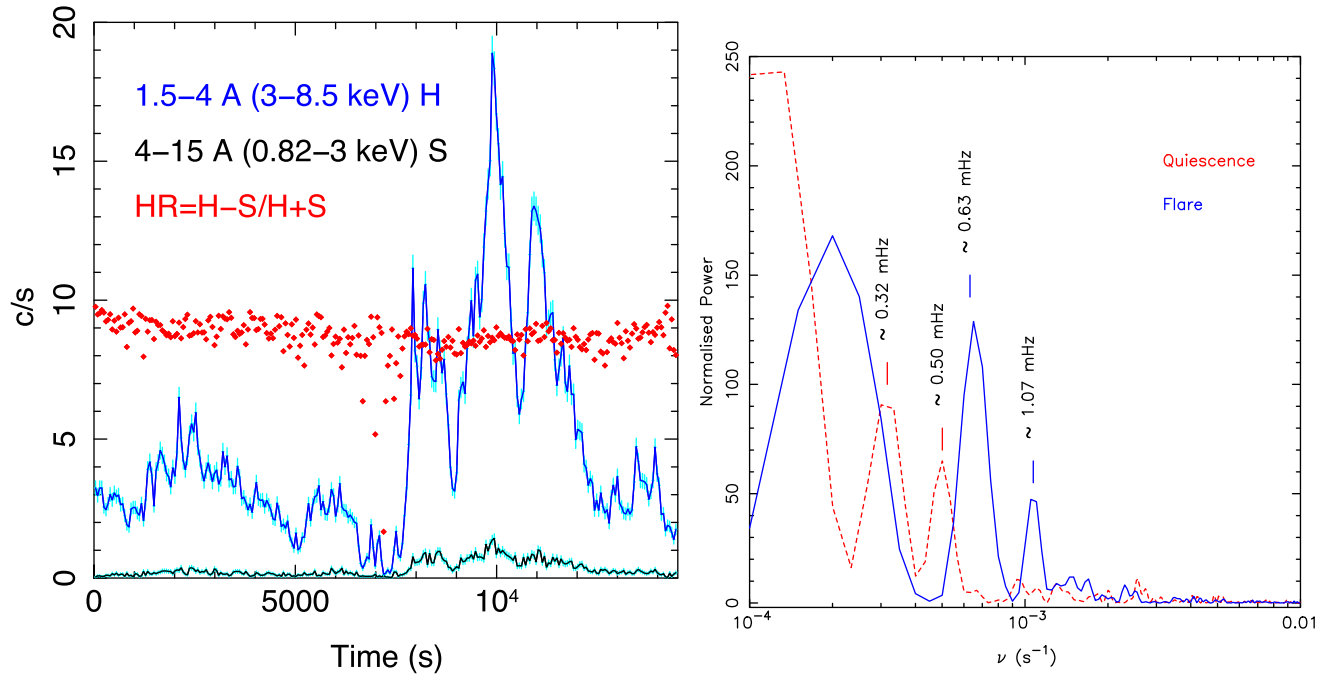 20
15
10
5
0
c/s
1.5−4 A (3−8.5 keV) H
4−15 A (0.82−3 keV) S
HR=H−S/H+S
0
5000
10⁴
Time (s)
250
200
150
100
50
0
Normalised Power
~ 0.32 mHz
~ 0.50 mHz
~ 0.63 mHz
~ 1.07 mHz
Quiescence
Flare
10⁻⁴
10⁻³
0.01
ν (s⁻¹)